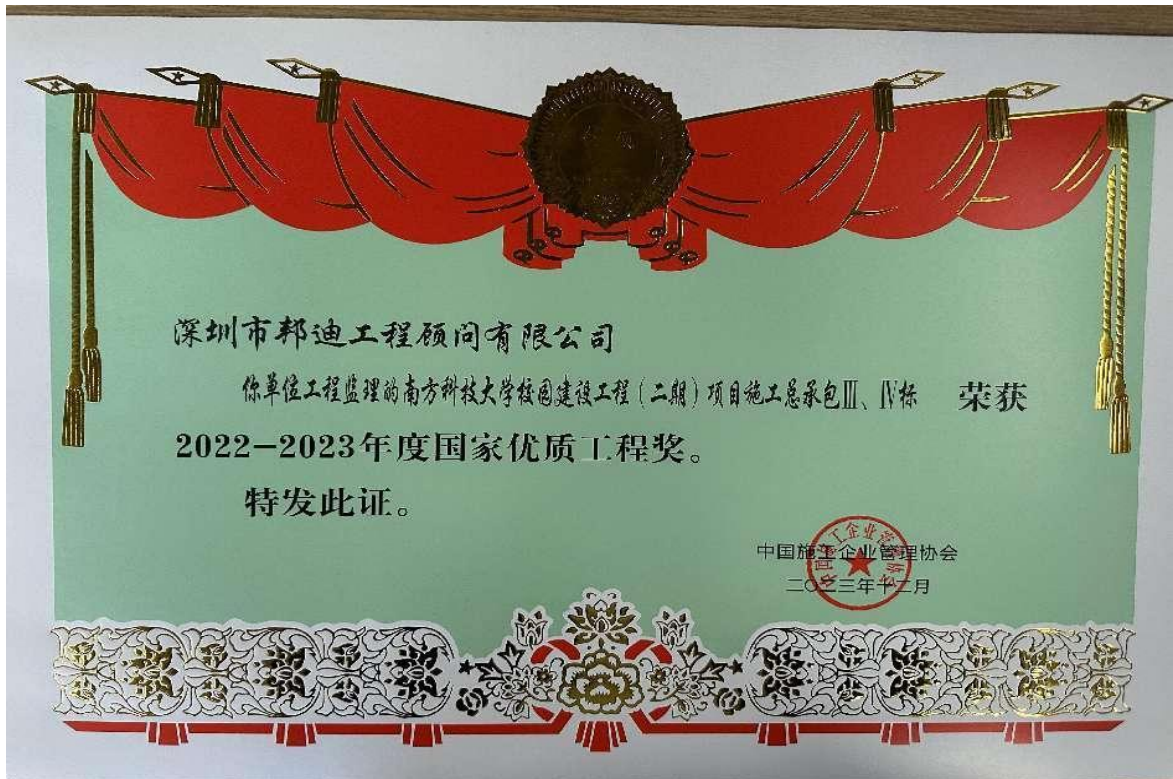 深圳市邦迪工程顾问有限公司
你单位工程监理的南方科技大学校园建设工程（二期）项目施工总承包Ⅲ、Ⅳ标 荣获
2022-2023年度国家优质工程奖。
特发此证。
中国施工企业管理协会
二〇二三年十二月